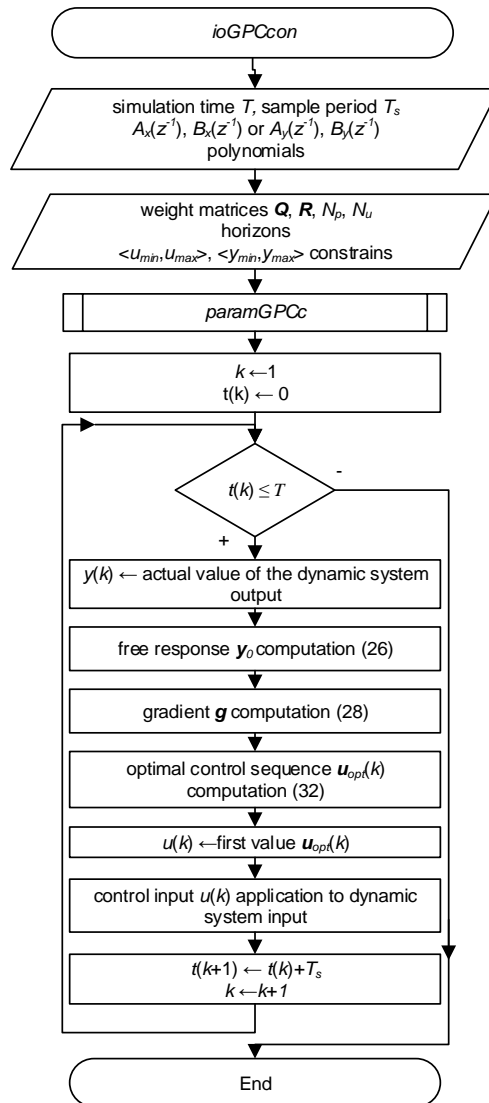 ioGPCcon
simulation time T, sample period Ts
Ax(z-1), Bx(z-1) or Ay(z-1), By(z-1)
polynomials
weight matrices Q, R, Np, Nu
horizons
<umin,umax>, <ymin,ymax> constrains
paramGPCc
k ←1
t(k) ← 0
t(k) ≤ T
-
+
y(k) ← actual value of the dynamic system
output
free response y0 computation (26)
gradient g computation (28)
optimal control sequence uopt(k)
computation (32)
u(k) ←first value uopt(k)
control input u(k) application to dynamic
system input
t(k+1) ← t(k)+Ts
k ←k+1
End